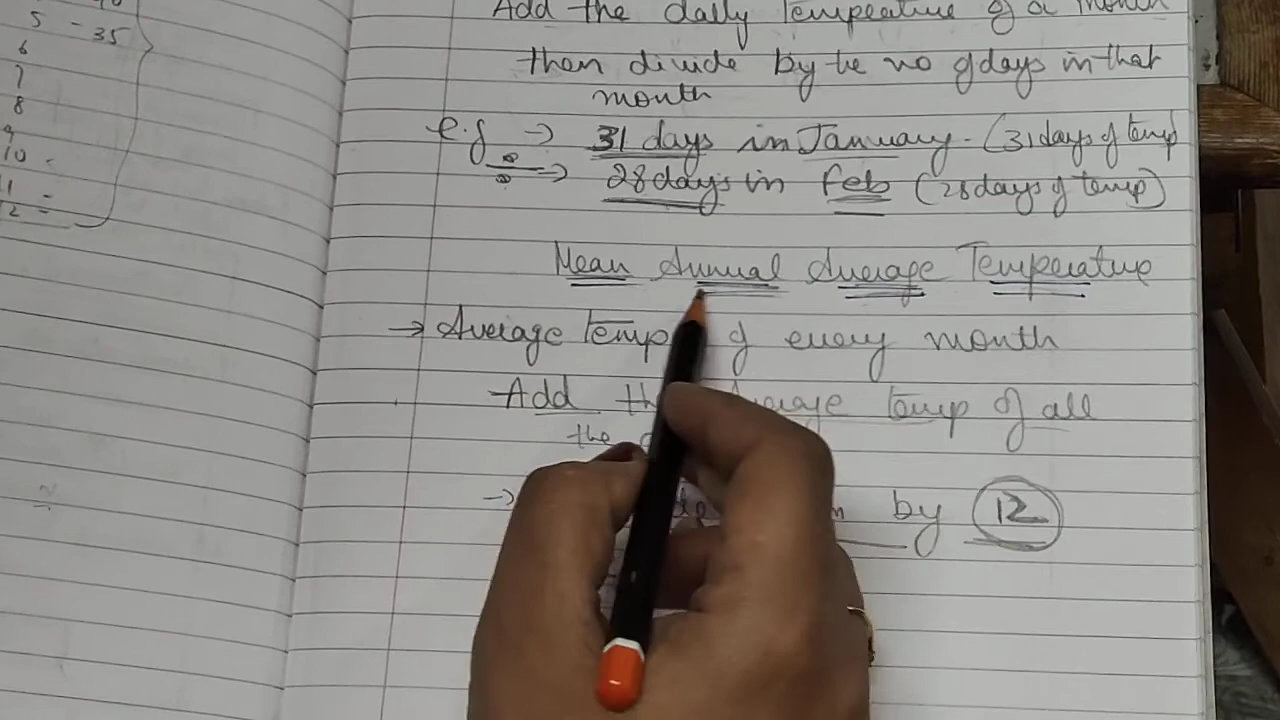 5 - 35
6
7
8
9
10 -
11 -
12 -
Add the daily Tempeature of a month
then divide by te no of days in that
month
e.g → 31 days in January - (31 days of temp
→ 28 days in Feb (28 days of temp)
Mean Annual Average Temperature
→ Average Temp of every month
- Add the Average temp of all
the
→ by 12